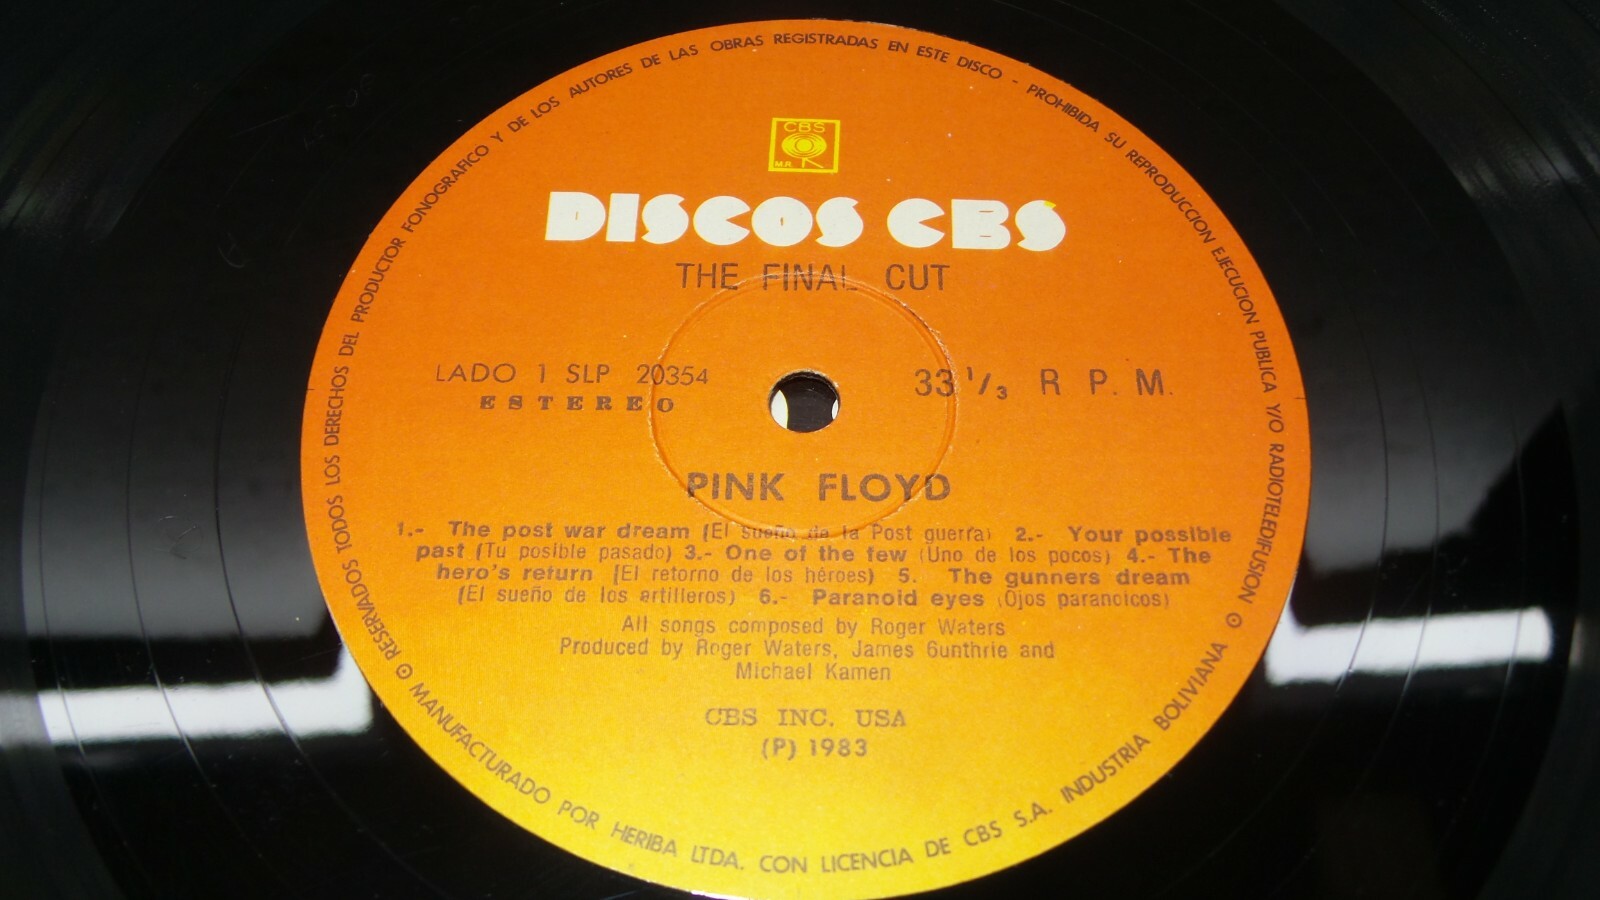 RESERVADOS TODOS LOS DERECHOS DEL PRODUCTOR FONOGRAFICO Y DE LOS AUTORES DE LAS OBRAS REGISTRADAS EN ESTE DISCO - PROHIBIDA SU REPRODUCCION EJECUCION PUBLICA Y/O RADIOTELEDIFUSION
CBS
M.R.
DISCOS CBS
THE FINAL CUT
LADO 1 SLP 20354
ESTEREO
33 1/3 R P. M.
PINK FLOYD
1.- The post war dream (El sueño de la Post guerra) 2.- Your possible
past (Tu posible pasado) 3.- One of the few (Uno de los pocos) 4.- The
hero's return (El retorno de los héroes) 5. The gunners dream
(El sueño de los artilleros) 6.- Paranoid eyes (Ojos paranoicos)
All songs composed by Roger Waters
Produced by Roger Waters, James Gunthrie and
Michael Kamen
CBS INC. USA
(P) 1983
MANUFACTURADO POR HERIBA LTDA. CON LICENCIA DE CBS S.A. INDUSTRIA BOLIVIANA